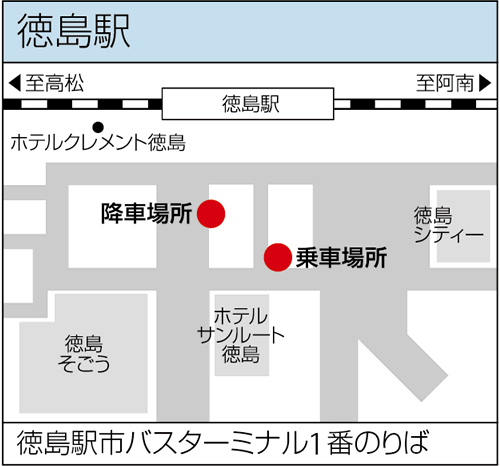 徳島駅
至高松
至阿南
徳島駅
ホテルクレメント徳島
降車場所
徳島
シティー
乗車場所
ホテル
サンルート
徳島
徳島
そごう
徳島駅市バスターミナル1番のりば